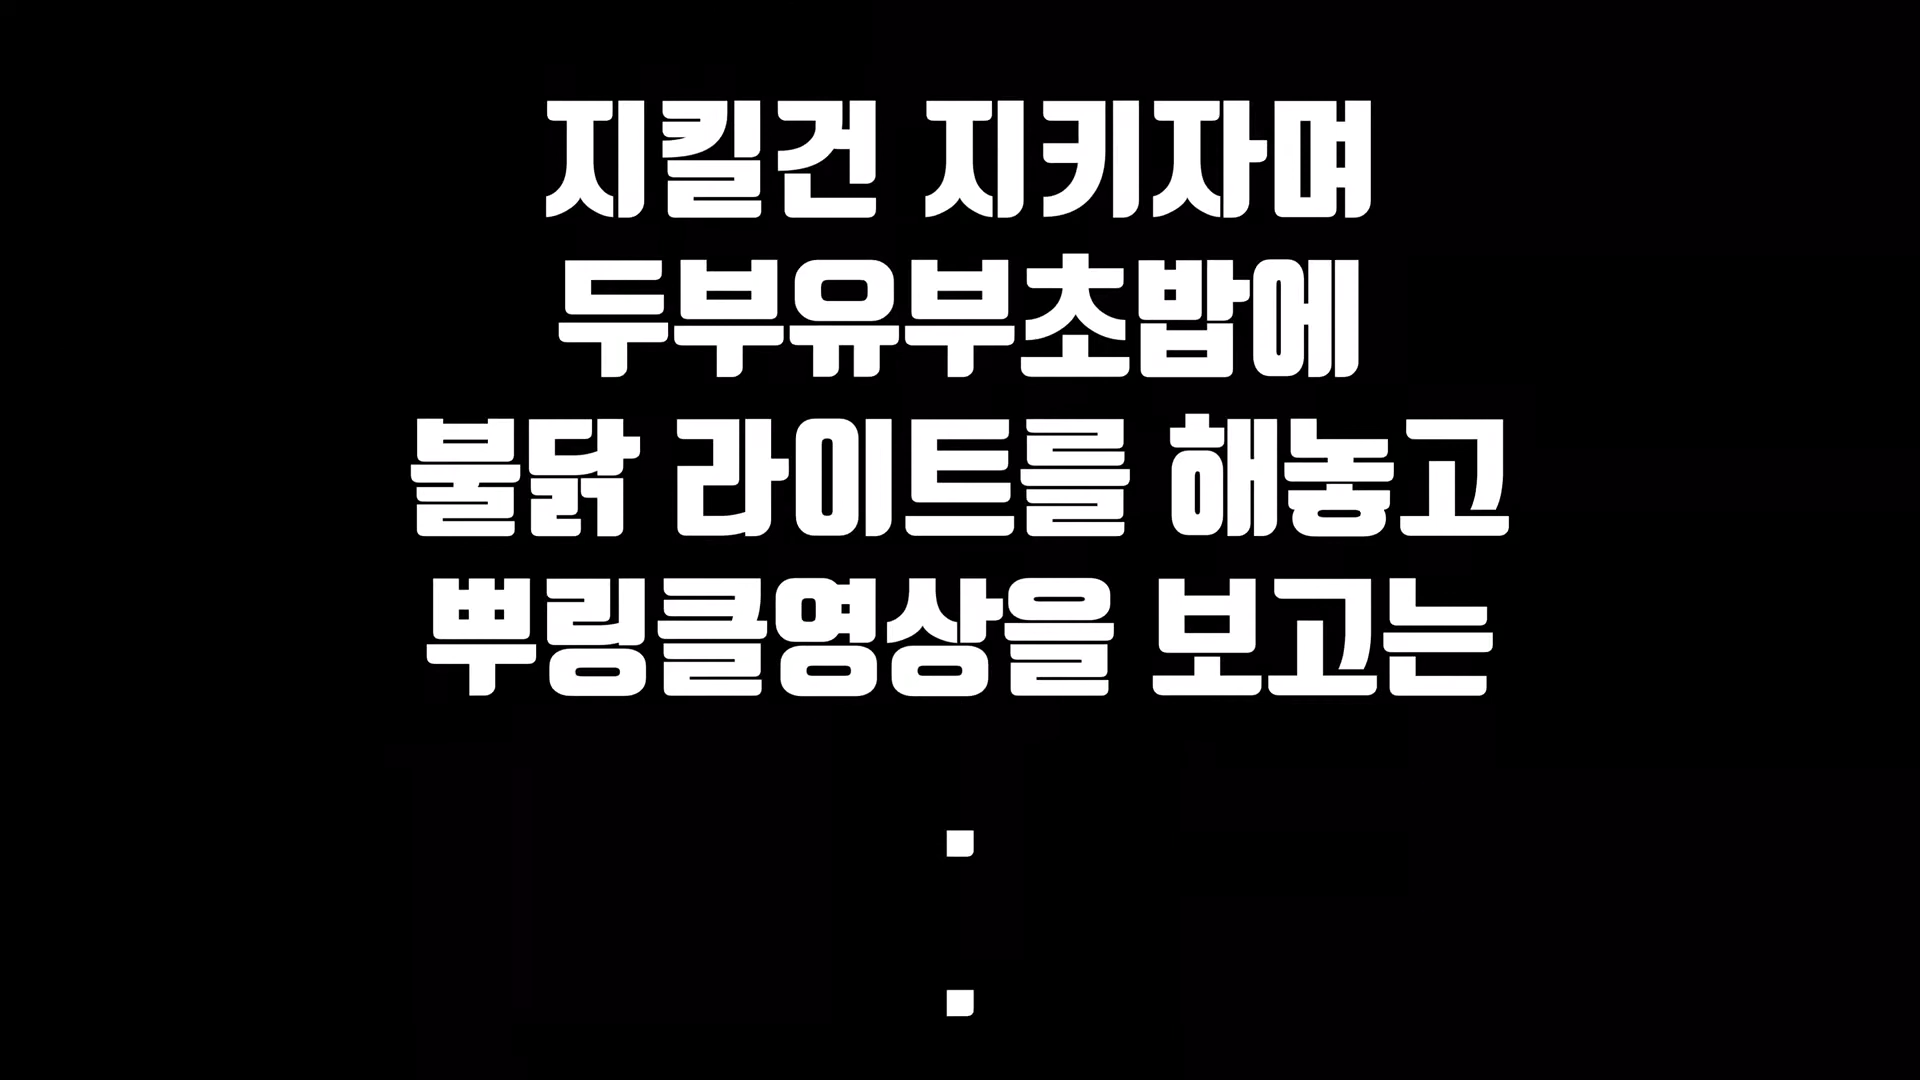 지킬건 지키자며
두부유부초밥에
불닭 라이트를 해놓고
뿌링클영상을 보고는
.
.